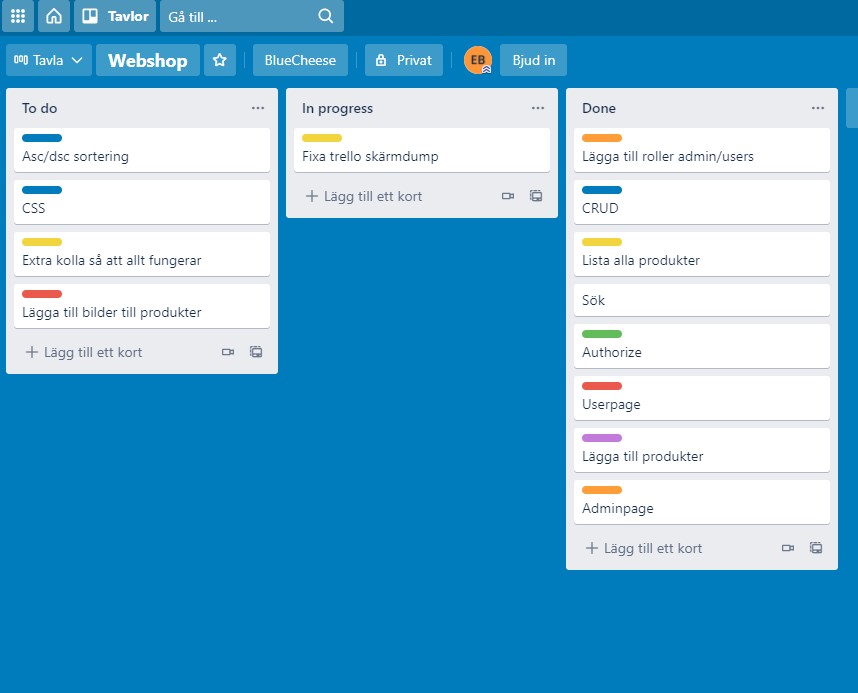 Tavlor
Gå till ...
Tavla
Webshop
BlueCheese
Privat
EB
Bjud in
To do
Asc/dsc sortering
CSS
Extra kolla så att allt fungerar
Lägga till bilder till produkter
Lägg till ett kort
In progress
Fixa trello skärmdump
Lägg till ett kort
Done
Lägga till roller admin/users
CRUD
Lista alla produkter
Sök
Authorize
Userpage
Lägga till produkter
Adminpage
Lägg till ett kort